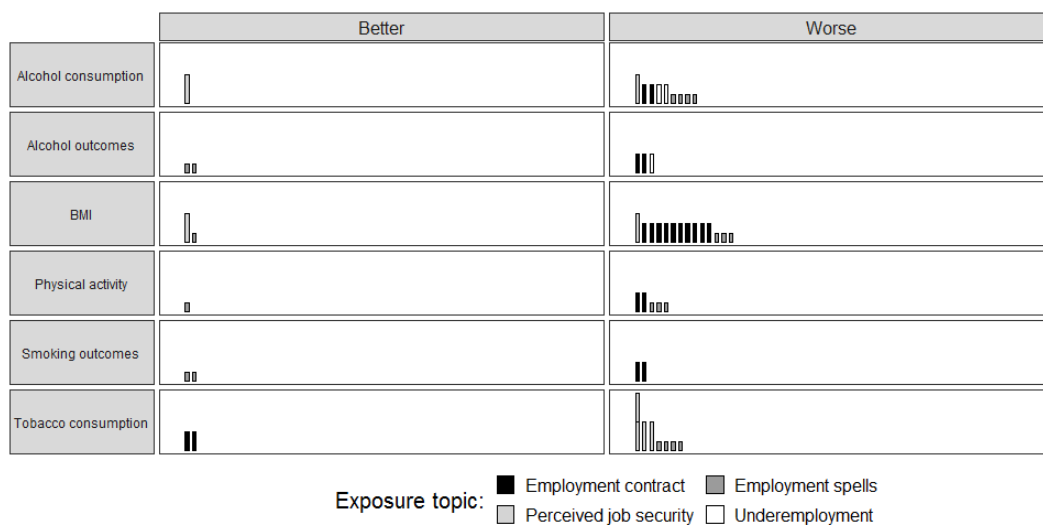 Better
Worse
Alcohol consumption
Alcohol outcomes
BMI
Physical activity
Smoking outcomes
Tobacco consumption
Exposure topic:
Employment contract
Employment spells
Perceived job security
Underemployment